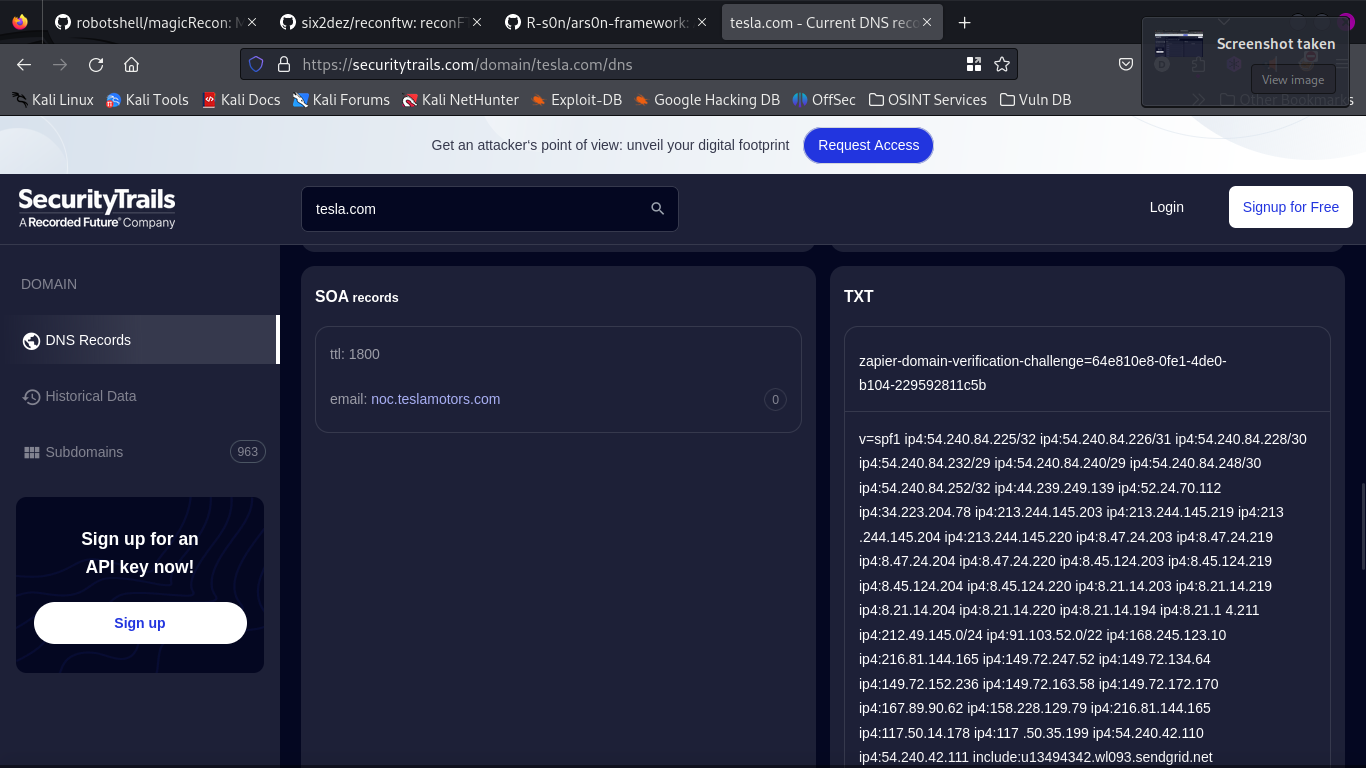 robotshell/magicRecon: M
six2dez/reconftw: reconF
R-s0n/ars0n-framework:
tesla.com - Current DNS reco
Screenshot taken
View image
https://securitytrails.com/domain/tesla.com/dns
Kali Linux
Kali Tools
Kali Docs
Kali Forums
Kali NetHunter
Exploit-DB
Google Hacking DB
OffSec
OSINT Services
Vuln DB
Other Bookmarks
Get an attacker's point of view: unveil your digital footprint
Request Access
SecurityTrails
A Recorded Future® Company
tesla.com
Login
Signup for Free
DOMAIN
DNS Records
Historical Data
Subdomains
963
Sign up for an
API key now!
Sign up
SOA records
ttl: 1800
email: noc.teslamotors.com
0
TXT
zapier-domain-verification-challenge=64e810e8-0fe1-4de0-
b104-229592811c5b
v=spf1 ip4:54.240.84.225/32 ip4:54.240.84.226/31 ip4:54.240.84.228/30
ip4:54.240.84.232/29 ip4:54.240.84.240/29 ip4:54.240.84.248/30
ip4:54.240.84.252/32 ip4:44.239.249.139 ip4:52.24.70.112
ip4:34.223.204.78 ip4:213.244.145.203 ip4:213.244.145.219 ip4:213
.244.145.204 ip4:213.244.145.220 ip4:8.47.24.203 ip4:8.47.24.219
ip4:8.47.24.204 ip4:8.47.24.220 ip4:8.45.124.203 ip4:8.45.124.219
ip4:8.45.124.204 ip4:8.45.124.220 ip4:8.21.14.203 ip4:8.21.14.219
ip4:8.21.14.204 ip4:8.21.14.220 ip4:8.21.14.194 ip4:8.21.1 4.211
ip4:212.49.145.0/24 ip4:91.103.52.0/22 ip4:168.245.123.10
ip4:216.81.144.165 ip4:149.72.247.52 ip4:149.72.134.64
ip4:149.72.152.236 ip4:149.72.163.58 ip4:149.72.172.170
ip4:167.89.90.62 ip4:158.228.129.79 ip4:216.81.144.165
ip4:117.50.14.178 ip4:117 .50.35.199 ip4:54.240.42.110
ip4:54.240.42.111 include:u13494342.wl093.sendgrid.net